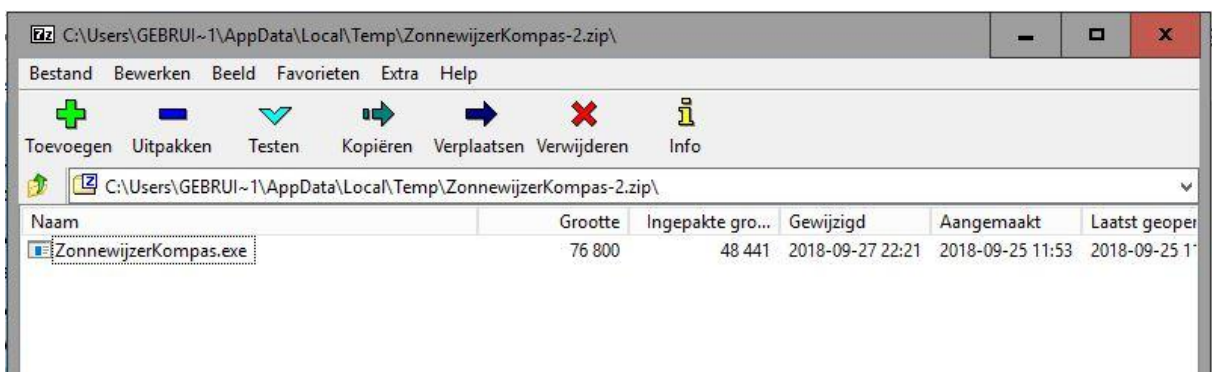 C:\Users\GEBRUI~1\AppData\Local\Temp\ZonnewijzerKompas-2.zip\
Bestand Bewerken Beeld Favorieten Extra Help
Toevoegen Uitpakken Testen Kopiëren Verplaatsen Verwijderen Info
C:\Users\GEBRUI~1\AppData\Local\Temp\ZonnewijzerKompas-2.zip\
Naam Grootte Ingepakte gro... Gewijzigd Aangemaakt Laatst geoper
ZonnewijzerKompas.exe 76 800 48 441 2018-09-27 22:21 2018-09-25 11:53 2018-09-25 1